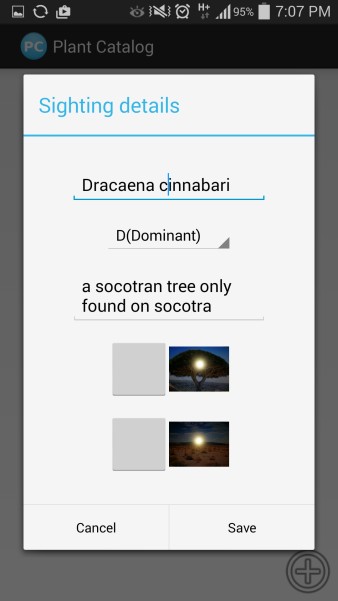 H+ 95% 7:07 PM
PC Plant Catalog
Sighting details
Dracaena cinnabari
D(Dominant)
a socotran tree only
found on socotra
Cancel Save